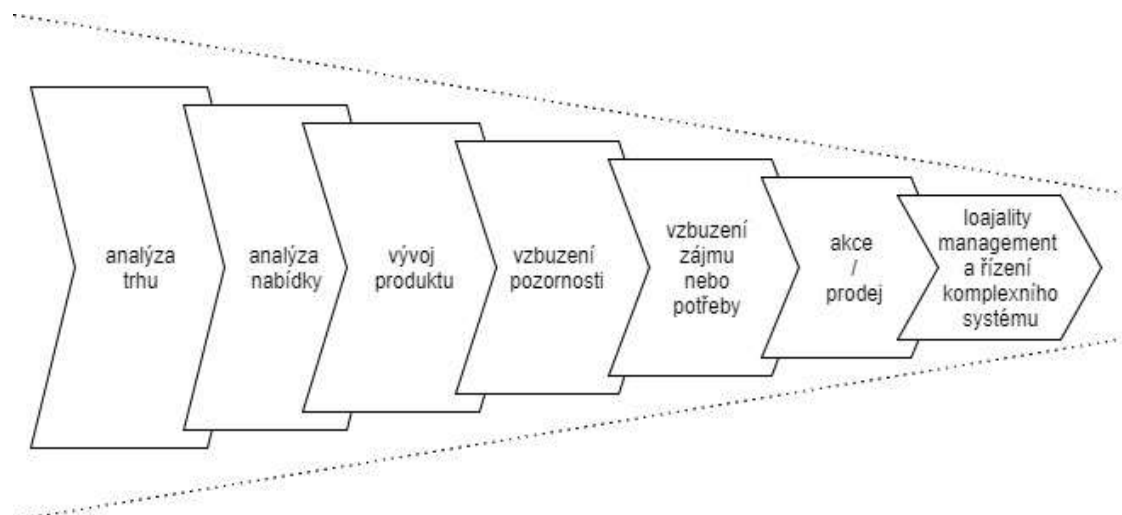 analýza
trhu
analýza
nabídky
vývoj
produktu
vzbuzení
pozornosti
vzbuzení
zájmu
nebo
potřeby
akce
/
prodej
loajality
management
a řízení
komplexního
systému